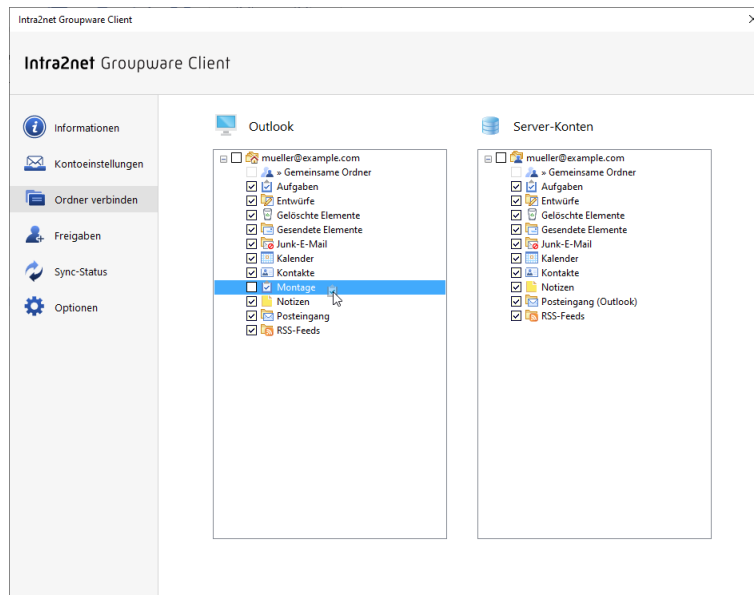 Intra2net Groupware Client
Intra2net Groupware Client
Informationen
Kontoeinstellungen
Ordner verbinden
Freigaben
Sync-Status
Optionen
Outlook
mueller@example.com
» Gemeinsame Ordner
Aufgaben
Entwürfe
Gelöschte Elemente
Gesendete Elemente
Junk-E-Mail
Kalender
Kontakte
Montage
Notizen
Posteingang
RSS-Feeds
Server-Konten
mueller@example.com
» Gemeinsame Ordner
Aufgaben
Entwürfe
Gelöschte Elemente
Gesendete Elemente
Junk-E-Mail
Kalender
Kontakte
Notizen
Posteingang (Outlook)
RSS-Feeds